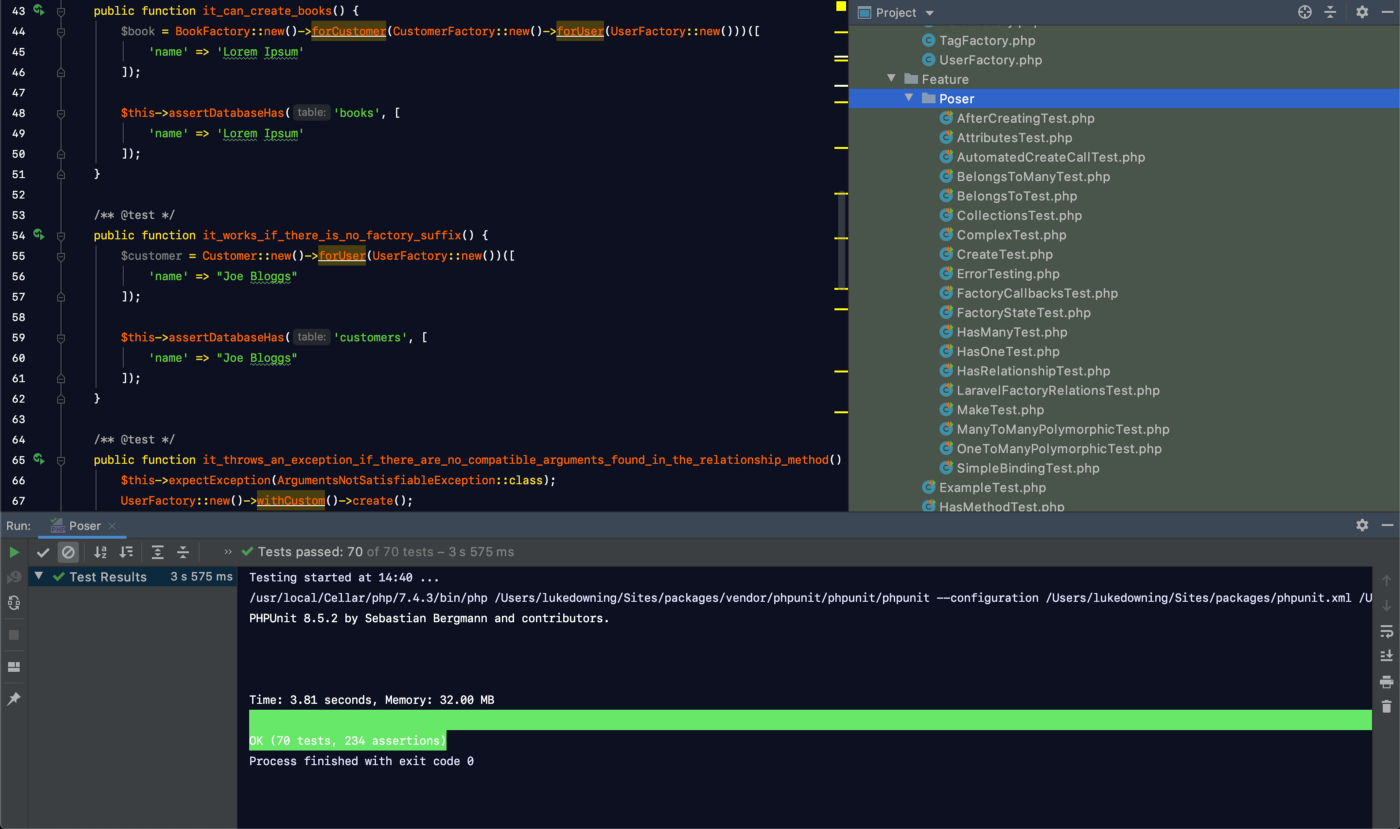 43 public function it_can_create_books() {
44 $book = BookFactory::new()->forCustomer(CustomerFactory::new()->forUser(UserFactory::new()))([
45 'name' => 'Lorem Ipsum'
46 ]);
47
48 $this->assertDatabaseHas( table: 'books', [
49 'name' => 'Lorem Ipsum'
50 ]);
51 }
52
53 /** @test */
54 public function it_works_if_there_is_no_factory_suffix() {
55 $customer = Customer::new()->forUser(UserFactory::new())([
56 'name' => "Joe Bloggs"
57 ]);
58
59 $this->assertDatabaseHas( table: 'customers', [
60 'name' => "Joe Bloggs"
61 ]);
62 }
63
64 /** @test */
65 public function it_throws_an_exception_if_there_are_no_compatible_arguments_found_in_the_relationship_method()
66 $this->expectException(ArgumentsNotSatisfiableException::class);
67 UserFactory::new()->withCustom()->create();
Project
TagFactory.php
UserFactory.php
Feature
Poser
AfterCreatingTest.php
AttributesTest.php
AutomatedCreateCallTest.php
BelongsToManyTest.php
BelongsToTest.php
CollectionsTest.php
ComplexTest.php
CreateTest.php
ErrorTesting.php
FactoryCallbacksTest.php
FactoryStateTest.php
HasManyTest.php
HasOneTest.php
HasRelationshipTest.php
LaravelFactoryRelationsTest.php
MakeTest.php
ManyToManyPolymorphicTest.php
OneToManyPolymorphicTest.php
SimpleBindingTest.php
ExampleTest.php
HasMethodTest.php
Run: Poser
>> Tests passed: 70 of 70 tests – 3 s 575 ms
Test Results 3 s 575 ms
Testing started at 14:40 ...
/usr/local/Cellar/php/7.4.3/bin/php /Users/lukedowning/Sites/packages/vendor/phpunit/phpunit/phpunit --configuration /Users/lukedowning/Sites/packages/phpunit.xml /U
PHPUnit 8.5.2 by Sebastian Bergmann and contributors.
Time: 3.81 seconds, Memory: 32.00 MB
OK (70 tests, 234 assertions)
Process finished with exit code 0